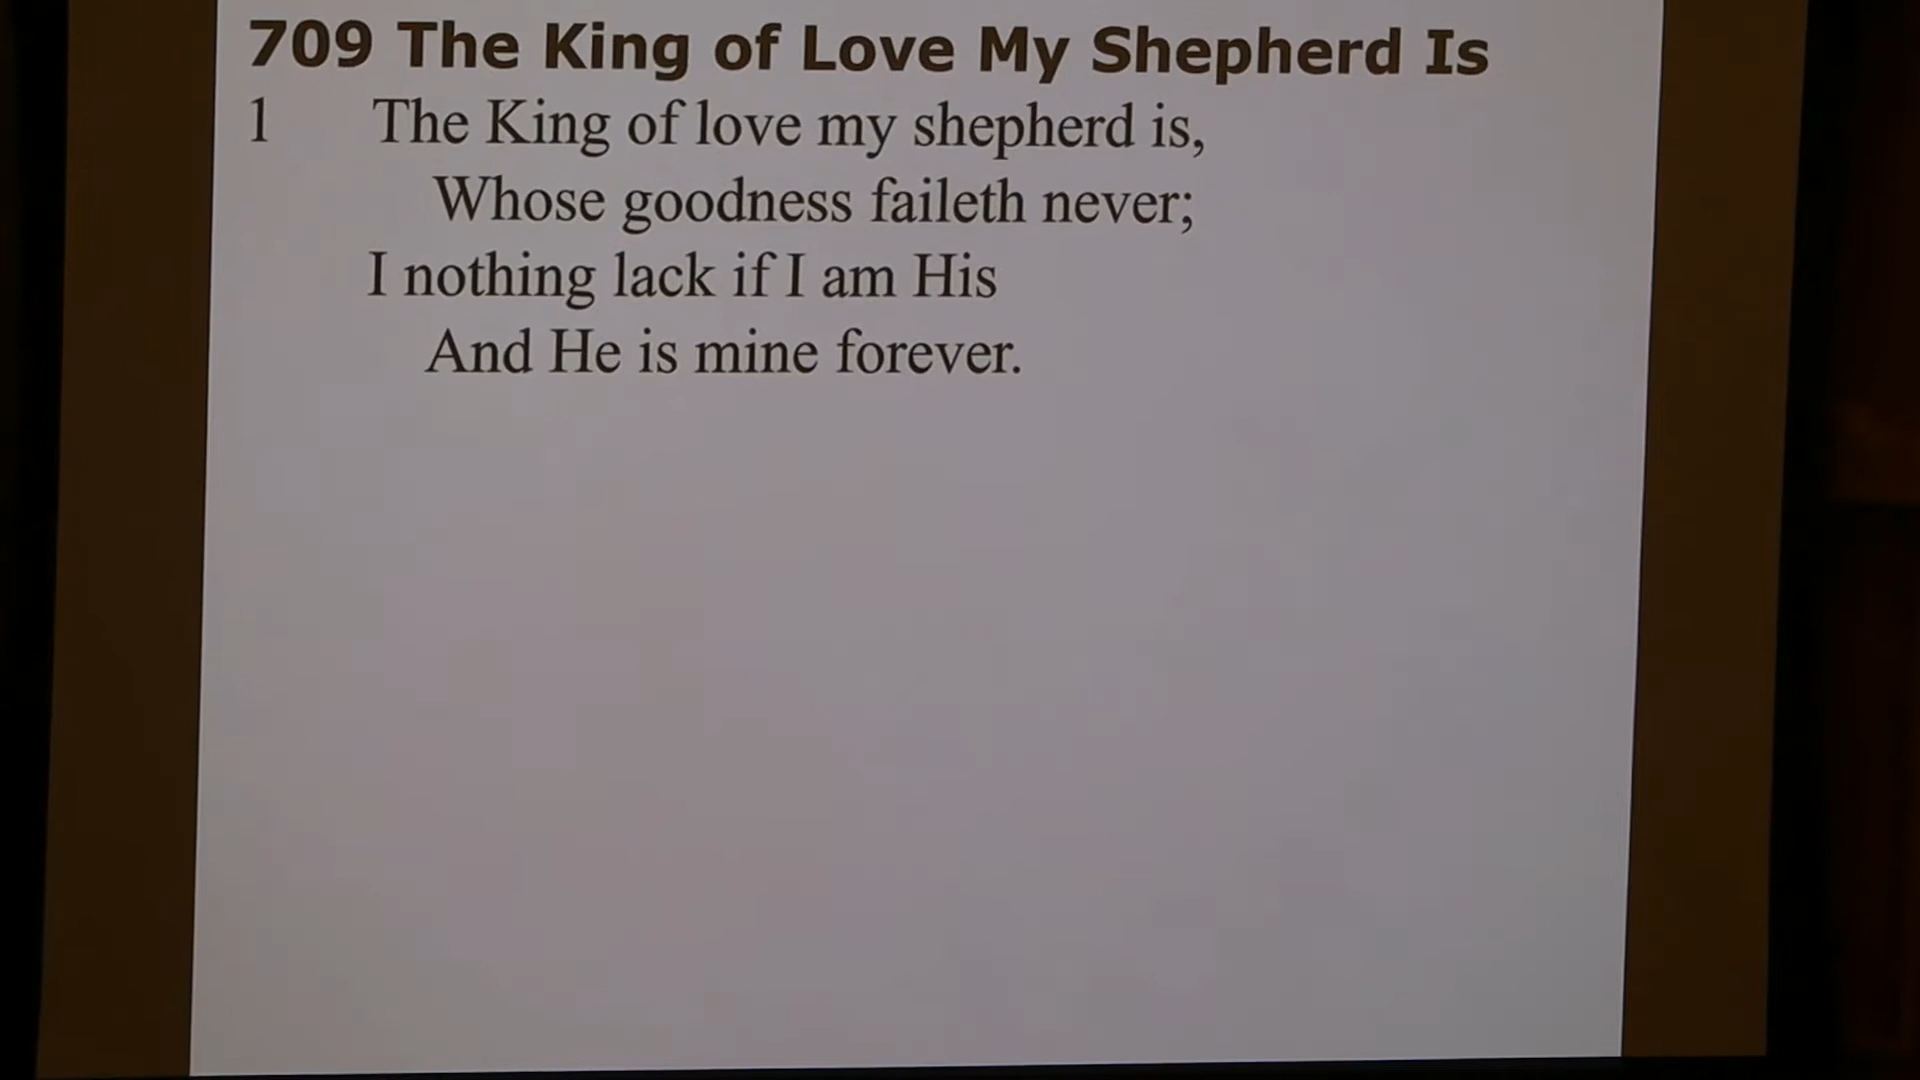 709 The King of Love My Shepherd Is
1 The King of love my shepherd is,
Whose goodness faileth never;
I nothing lack if I am His
And He is mine forever.